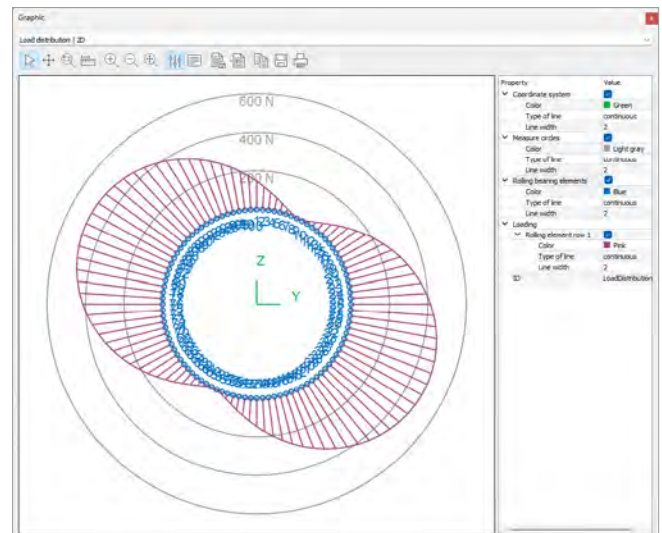 Graphic
Load distribution | 2D
600 N
400 N
200 N
Z
Y
Property Value
Coordinate system
Color Green
Type of line continuous
Line width 2
Measure circles
Color Light gray
Type of line continuous
Line width 2
Rolling bearing elements
Color Blue
Type of line continuous
Line width 2
Loading
Rolling element row 1
Color Pink
Type of line continuous
Line width 2
ID LoadDistribution